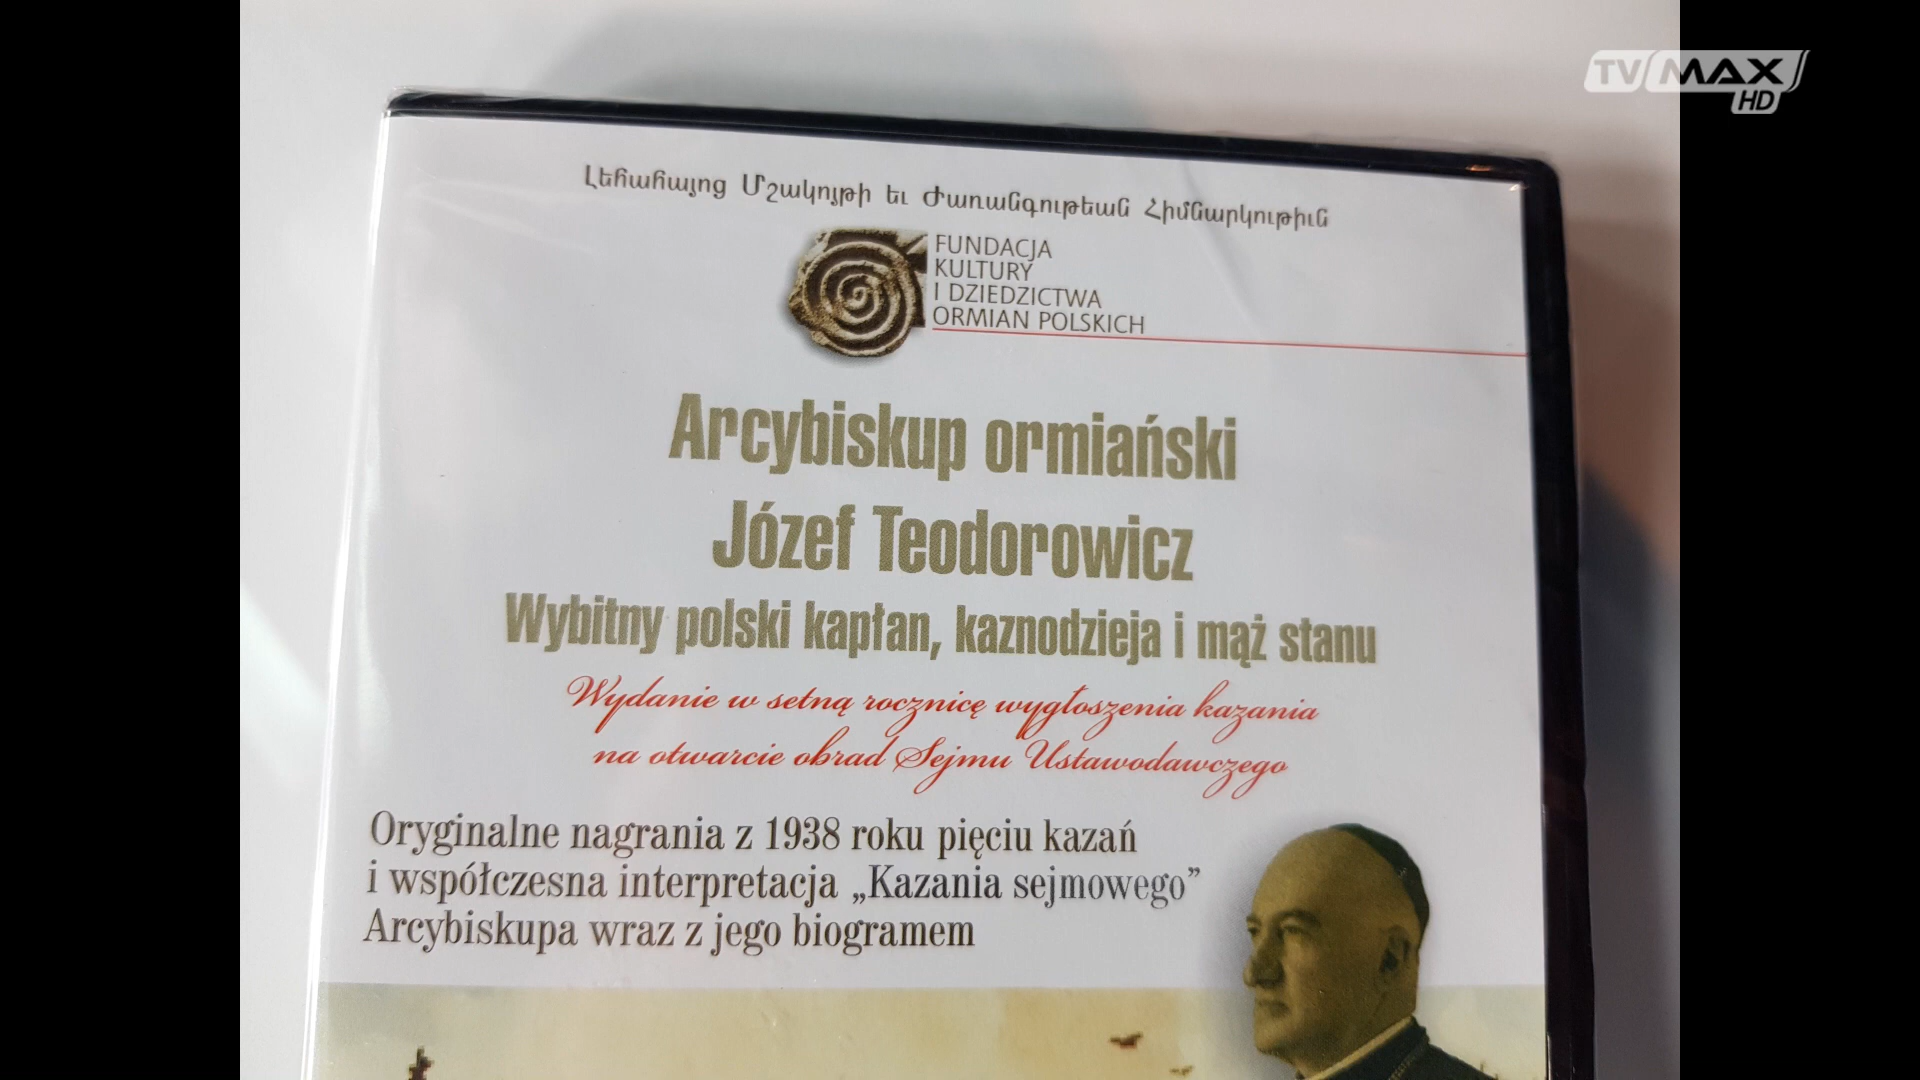 TV MAX
HD
Լեհահայոց Մշակոյթի եւ Ժառանգութեան Հիմնարկութիւն
FUNDACJA
KULTURY
I DZIEDZICTWA
ORMIAN POLSKICH
Arcybiskup ormiański
Józef Teodorowicz
Wybitny polski kapłan, kaznodzieja i mąż stanu
Wydanie w setną rocznicę wygłoszenia kazania
na otwarcie obrad Sejmu Ustawodawczego
Oryginalne nagrania z 1938 roku pięciu kazań
i współczesna interpretacja „Kazania sejmowego”
Arcybiskupa wraz z jego biogramem